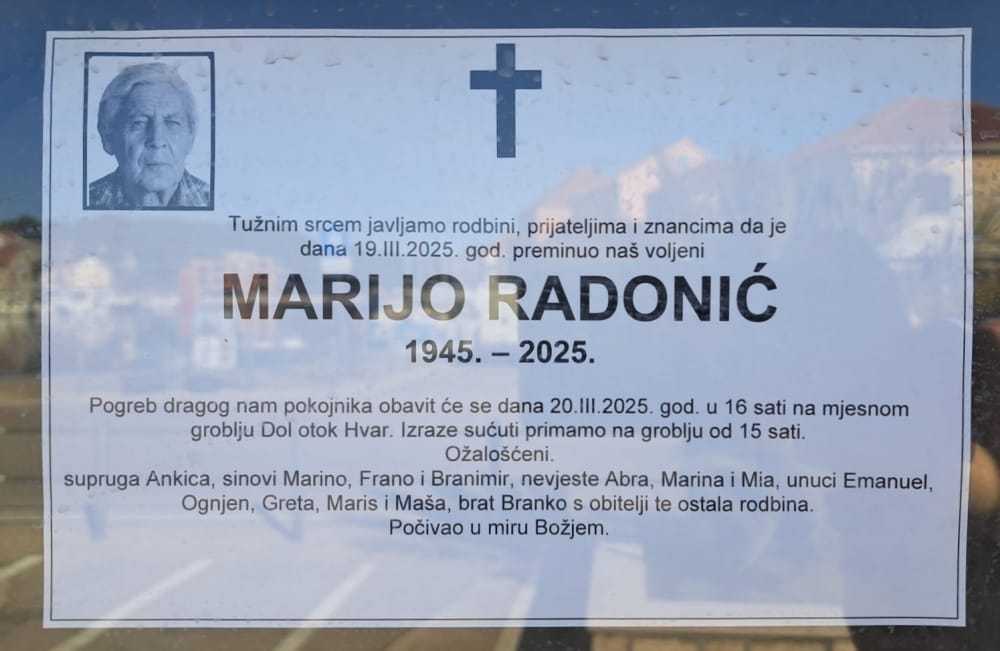 Tužnim srcem javljamo rodbini, prijateljima i znancima da je
dana 19.III.2025. god. preminuo naš voljeni
MARIJO RADONIĆ
1945. – 2025.
Pogreb dragog nam pokojnika obavit će se dana 20.III.2025. god. u 16 sati na mjesnom
groblju Dol otok Hvar. Izraze sućuti primamo na groblju od 15 sati.
Ožalošćeni.
supruga Ankica, sinovi Marino, Frano i Branimir, nevjeste Abra, Marina i Mia, unuci Emanuel,
Ognjen, Greta, Maris i Maša, brat Branko s obitelji te ostala rodbina.
Počivao u miru Božjem.